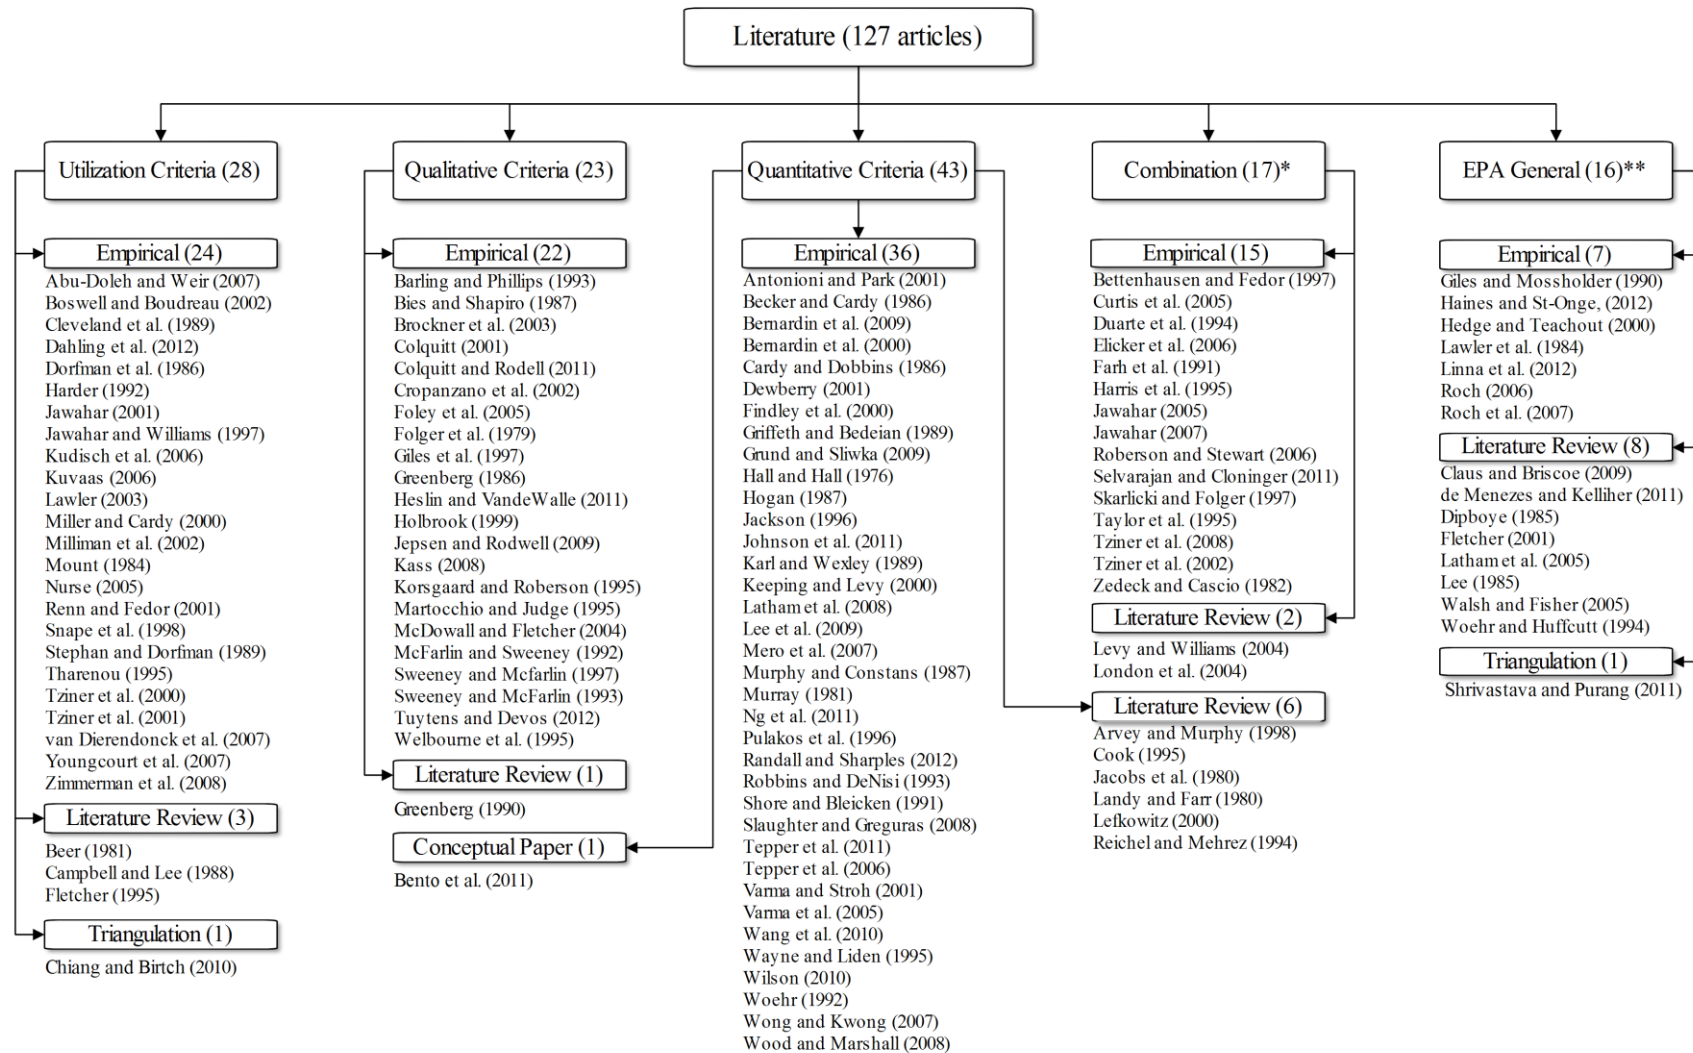 Literature (127 articles)
Utilization Criteria (28)
Empirical (24)
Abu-Doleh and Weir (2007)
Boswell and Boudreau (2002)
Cleveland et al. (1989)
Dahling et al. (2012)
Dorfman et al. (1986)
Harder (1992)
Jawahar (2001)
Jawahar and Williams (1997)
Kudisch et al. (2006)
Kuvaas (2006)
Lawler (2003)
Miller and Cardy (2000)
Milliman et al. (2002)
Mount (1984)
Nurse (2005)
Renn and Fedor (2001)
Snape et al. (1998)
Stephan and Dorfman (1989)
Tharenou (1995)
Tziner et al. (2000)
Tziner et al. (2001)
van Dierendonck et al. (2007)
Youngcourt et al. (2007)
Zimmerman et al. (2008)
Literature Review (3)
Beer (1981)
Campbell and Lee (1988)
Fletcher (1995)
Triangulation (1)
Chiang and Birtch (2010)
Qualitative Criteria (23)
Empirical (22)
Barling and Phillips (1993)
Bies and Shapiro (1987)
Brockner et al. (2003)
Colquitt (2001)
Colquitt and Rodell (2011)
Cropanzano et al. (2002)
Foley et al. (2005)
Folger et al. (1979)
Giles et al. (1997)
Greenberg (1986)
Heslin and VandeWalle (2011)
Holbrook (1999)
Jepsen and Rodwell (2009)
Kass (2008)
Korsgaard and Roberson (1995)
Martocchio and Judge (1995)
McDowall and Fletcher (2004)
McFarlin and Sweeney (1992)
Sweeney and Mcfarlin (1997)
Sweeney and McFarlin (1993)
Tuytens and Devos (2012)
Welbourne et al. (1995)
Literature Review (1)
Greenberg (1990)
Conceptual Paper (1)
Bento et al. (2011)
Quantitative Criteria (43)
Empirical (36)
Antonioni and Park (2001)
Becker and Cardy (1986)
Bernardin et al. (2009)
Bernardin et al. (2000)
Cardy and Dobbins (1986)
Dewberry (2001)
Findley et al. (2000)
Griffeth and Bedeian (1989)
Grund and Sliwka (2009)
Hall and Hall (1976)
Hogan (1987)
Jackson (1996)
Johnson et al. (2011)
Karl and Wexley (1989)
Keeping and Levy (2000)
Latham et al. (2008)
Lee et al. (2009)
Mero et al. (2007)
Murphy and Constans (1987)
Murray (1981)
Ng et al. (2011)
Pulakos et al. (1996)
Randall and Sharples (2012)
Robbins and DeNisi (1993)
Shore and Bleicken (1991)
Slaughter and Greguras (2008)
Tepper et al. (2011)
Tepper et al. (2006)
Varma and Stroh (2001)
Varma et al. (2005)
Wang et al. (2010)
Wayne and Liden (1995)
Wilson (2010)
Woehr (1992)
Wong and Kwong (2007)
Wood and Marshall (2008)
Combination (17)*
Empirical (15)
Bettenhausen and Fedor (1997)
Curtis et al. (2005)
Duarte et al. (1994)
Elicker et al. (2006)
Farh et al. (1991)
Harris et al. (1995)
Jawahar (2005)
Jawahar (2007)
Roberson and Stewart (2006)
Selvarajan and Cloninger (2011)
Skarlicki and Folger (1997)
Taylor et al. (1995)
Tziner et al. (2008)
Tziner et al. (2002)
Zedeck and Cascio (1982)
Literature Review (2)
Levy and Williams (2004)
London et al. (2004)
Literature Review (6)
Arvey and Murphy (1998)
Cook (1995)
Jacobs et al. (1980)
Landy and Farr (1980)
Lefkowitz (2000)
Reichel and Mehrez (1994)
EPA General (16)**
Empirical (7)
Giles and Mossholder (1990)
Haines and St-Onge, (2012)
Hedge and Teachout (2000)
Lawler et al. (1984)
Linna et al. (2012)
Roch (2006)
Roch et al. (2007)
Literature Review (8)
Claus and Briscoe (2009)
de Menezes and Kelliher (2011)
Dipboye (1985)
Fletcher (2001)
Latham et al. (2005)
Lee (1985)
Walsh and Fisher (2005)
Woehr and Huffcutt (1994)
Triangulation (1)
Shrivastava and Purang (2011)